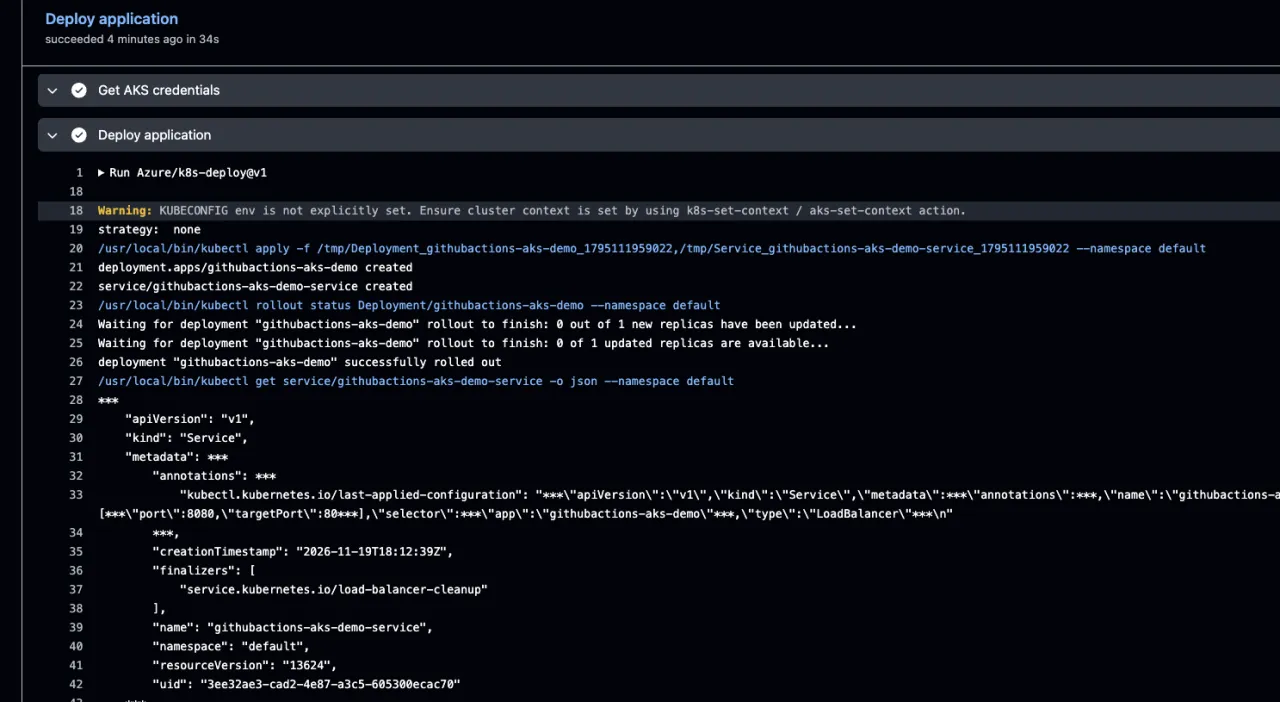 Deploy application
succeeded 4 minutes ago in 34s
Get AKS credentials
Deploy application
1 ▶ Run Azure/k8s-deploy@v1
18
18 Warning: KUBECONFIG env is not explicitly set. Ensure cluster context is set by using k8s-set-context / aks-set-context action.
19 strategy:  none
20 /usr/local/bin/kubectl apply -f /tmp/Deployment_githubactions-aks-demo_1795111959022,/tmp/Service_githubactions-aks-demo-service_1795111959022 --namespace default
21 deployment.apps/githubactions-aks-demo created
22 service/githubactions-aks-demo-service created
23 /usr/local/bin/kubectl rollout status Deployment/githubactions-aks-demo --namespace default
24 Waiting for deployment "githubactions-aks-demo" rollout to finish: 0 out of 1 new replicas have been updated...
25 Waiting for deployment "githubactions-aks-demo" rollout to finish: 0 of 1 updated replicas are available...
26 deployment "githubactions-aks-demo" successfully rolled out
27 /usr/local/bin/kubectl get service/githubactions-aks-demo-service -o json --namespace default
28 ***
29     "apiVersion": "v1",
30     "kind": "Service",
31     "metadata": ***
32         "annotations": ***
33             "kubectl.kubernetes.io/last-applied-configuration": "***\"apiVersion\":\"v1\",\"kind\":\"Service\",\"metadata\":***\"annotations\":***,\"name\":\"githubactions-a
[***\"port\":8080,\"targetPort\":80***],\"selector\":***\"app\":\"githubactions-aks-demo\"***,\"type\":\"LoadBalancer\"***\n"
34         ***,
35         "creationTimestamp": "2026-11-19T18:12:39Z",
36         "finalizers": [
37             "service.kubernetes.io/load-balancer-cleanup"
38         ],
39         "name": "githubactions-aks-demo-service",
40         "namespace": "default",
41         "resourceVersion": "13624",
42         "uid": "3ee32ae3-cad2-4e87-a3c5-605300ecac70"